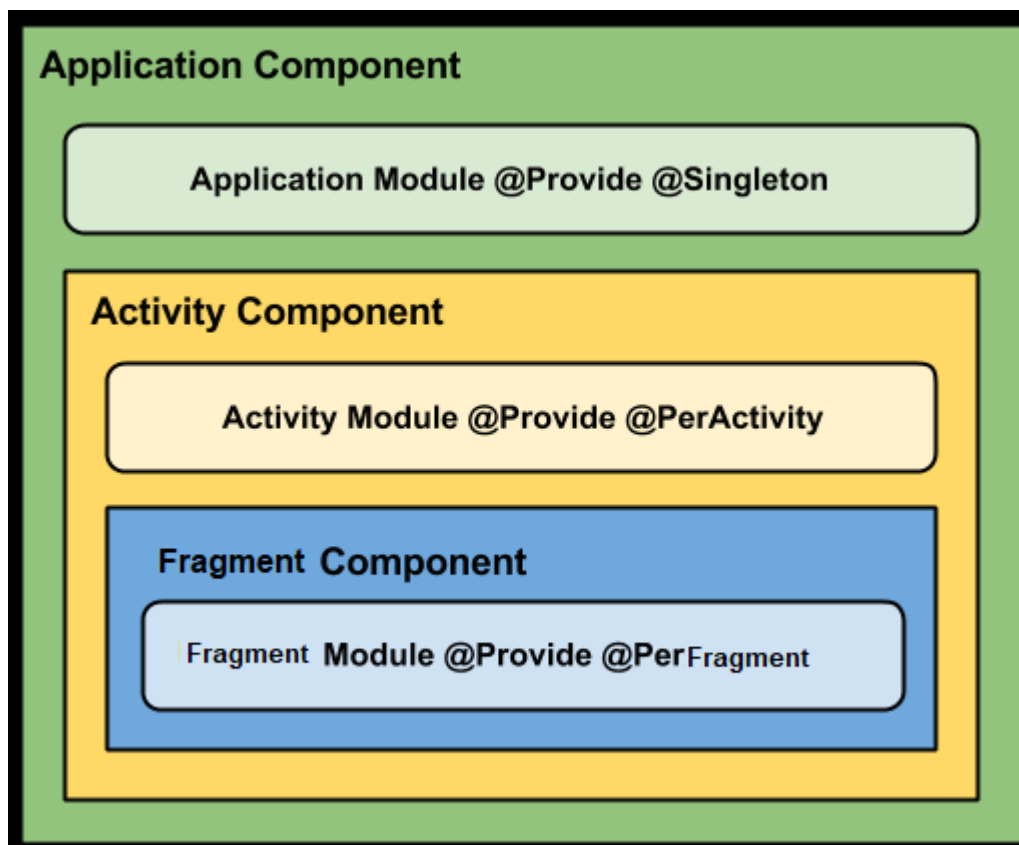 Application Component
Application Module @Provide @Singleton
Activity Component
Activity Module @Provide @PerActivity
Fragment Component
Fragment Module @Provide @PerFragment